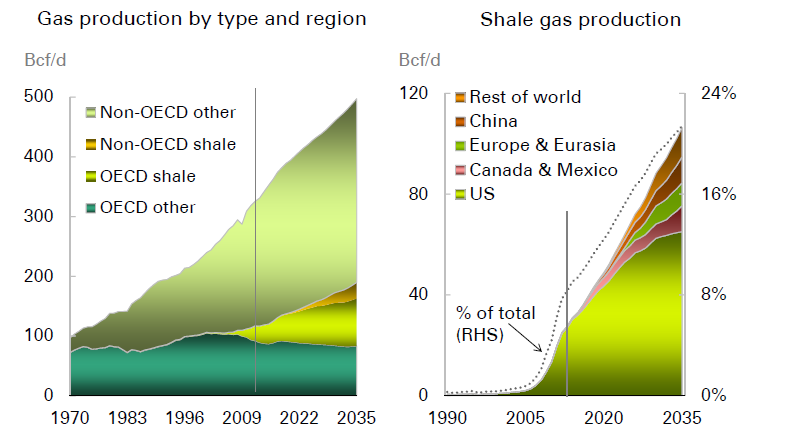 Gas production by type and region
Bcf/d
500
400
300
200
100
0
Non-OECD other
Non-OECD shale
OECD shale
OECD other
1970 1983 1996 2009 2022 2035
Shale gas production
Bcf/d
120
80
40
0
Rest of world
China
Europe & Eurasia
Canada & Mexico
US
% of total
(RHS)
24%
16%
8%
0%
1990 2005 2020 2035